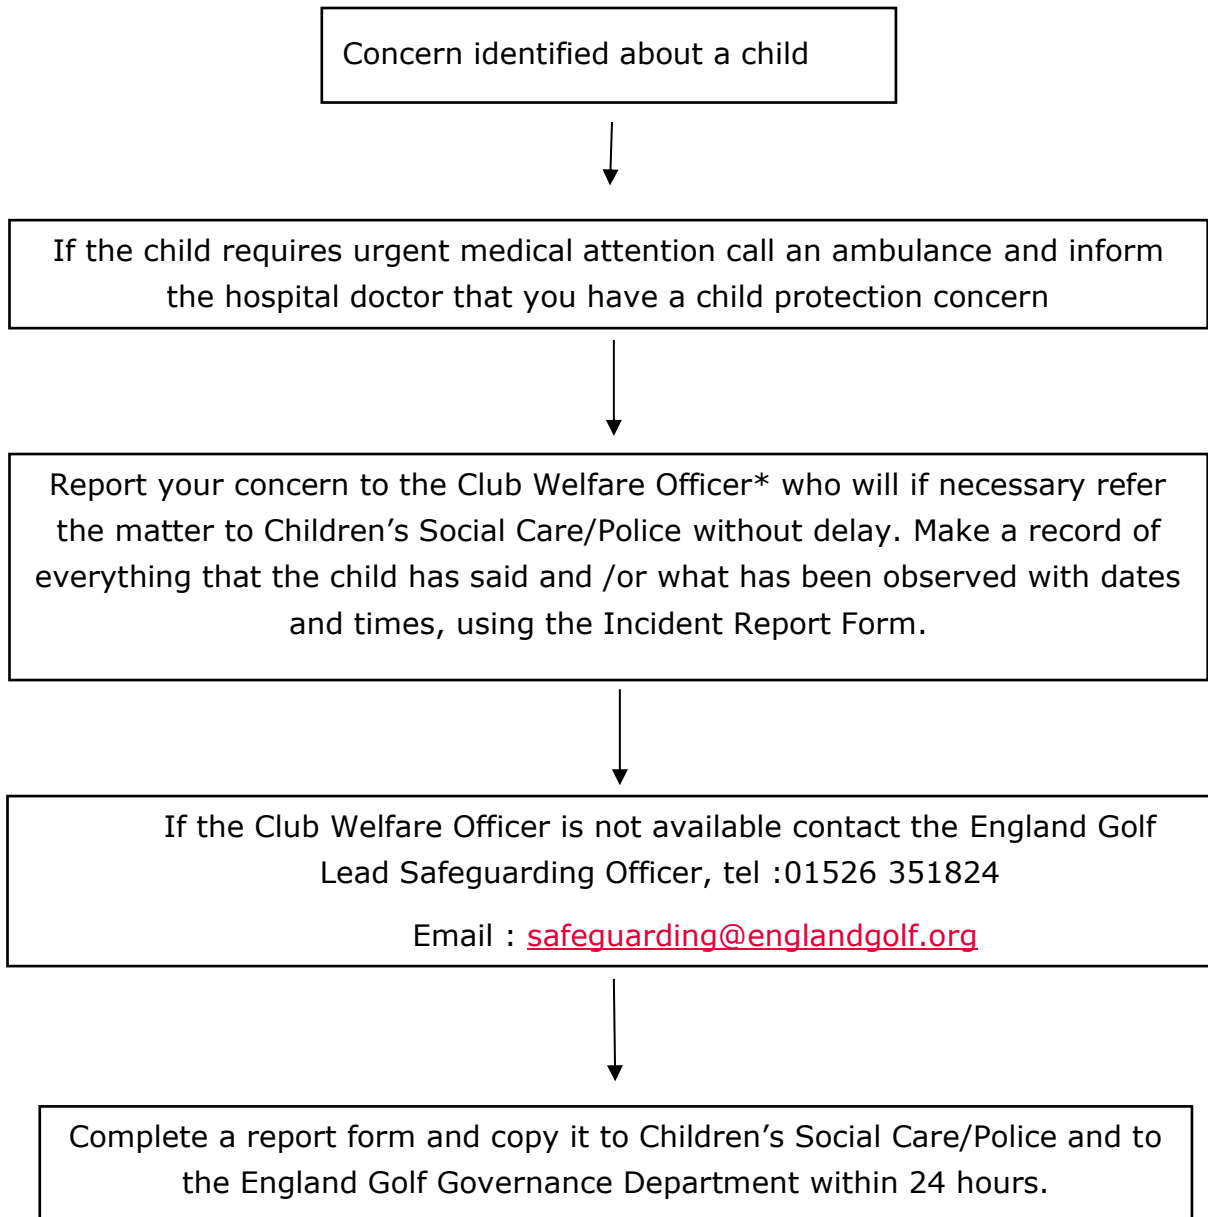 Concern identified about a child
If the child requires urgent medical attention call an ambulance and inform
the hospital doctor that you have a child protection concern
Report your concern to the Club Welfare Officer* who will if necessary refer
the matter to Children’s Social Care/Police without delay. Make a record of
everything that the child has said and /or what has been observed with dates
and times, using the Incident Report Form.
If the Club Welfare Officer is not available contact the England Golf
Lead Safeguarding Officer, tel :01526 351824
Email : safeguarding@englandgolf.org
Complete a report form and copy it to Children’s Social Care/Police and to
the England Golf Governance Department within 24 hours.